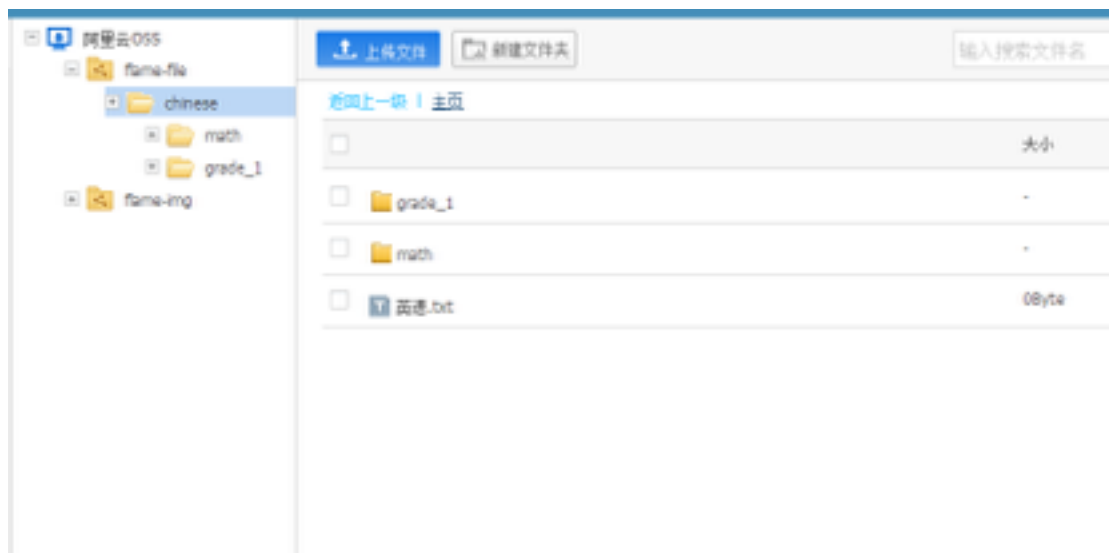 阿里云OSS
flame-file
chinese
math
grade_1
flame-img
上传文件 新建文件夹 输入搜索文件名
返回上一级 | 主页
大小
grade_1 -
math -
英语.txt 0Byte